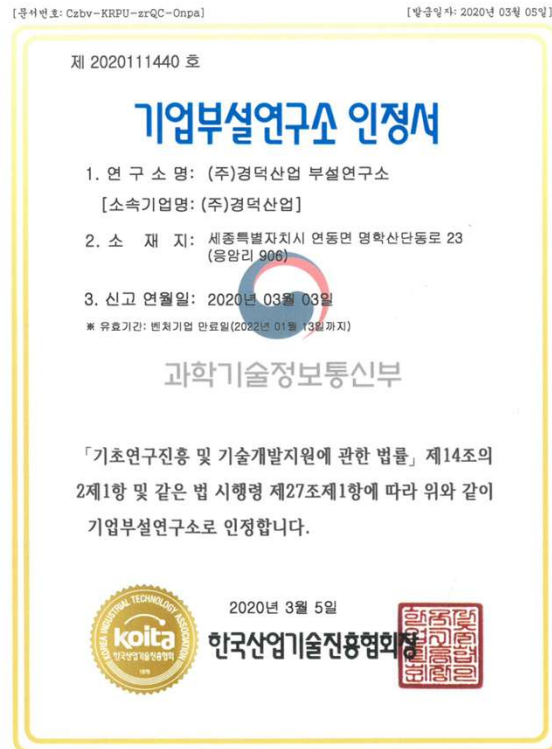 [문서번호: Czbv-KRPU-zrQC-Onpa]
[발급일자: 2020년 03월 05일]
제 2020111440 호
기업부설연구소 인정서
1. 연 구 소 명: (주)경덕산업 부설연구소
[소속기업명: (주)경덕산업]
2. 소 재 지: 세종특별자치시 연동면 명학산단동로 23
(응암리 906)
3. 신고 연월일: 2020년 03월 03일
※ 유효기간: 벤처기업 만료일(2022년 01월 13일까지)
과학기술정보통신부
「기초연구진흥 및 기술개발지원에 관한 법률」 제14조의
2제1항 및 같은 법 시행령 제27조제1항에 따라 위와 같이
기업부설연구소로 인정합니다.
2020년 3월 5일
한국산업기술진흥협회장
KOREA INDUSTRIAL TECHNOLOGY ASSOCIATION
koita
한국산업기술진흥협회
1979